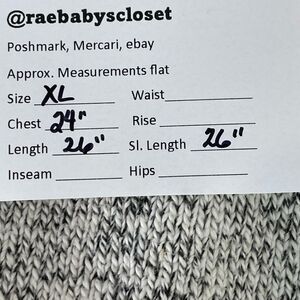 @raebabyscloset
Poshmark, Mercari, ebay
Approx. Measurements flat
Size XL Waist
Chest 24" Rise
Length 26" Sl. Length 26"
Inseam Hips